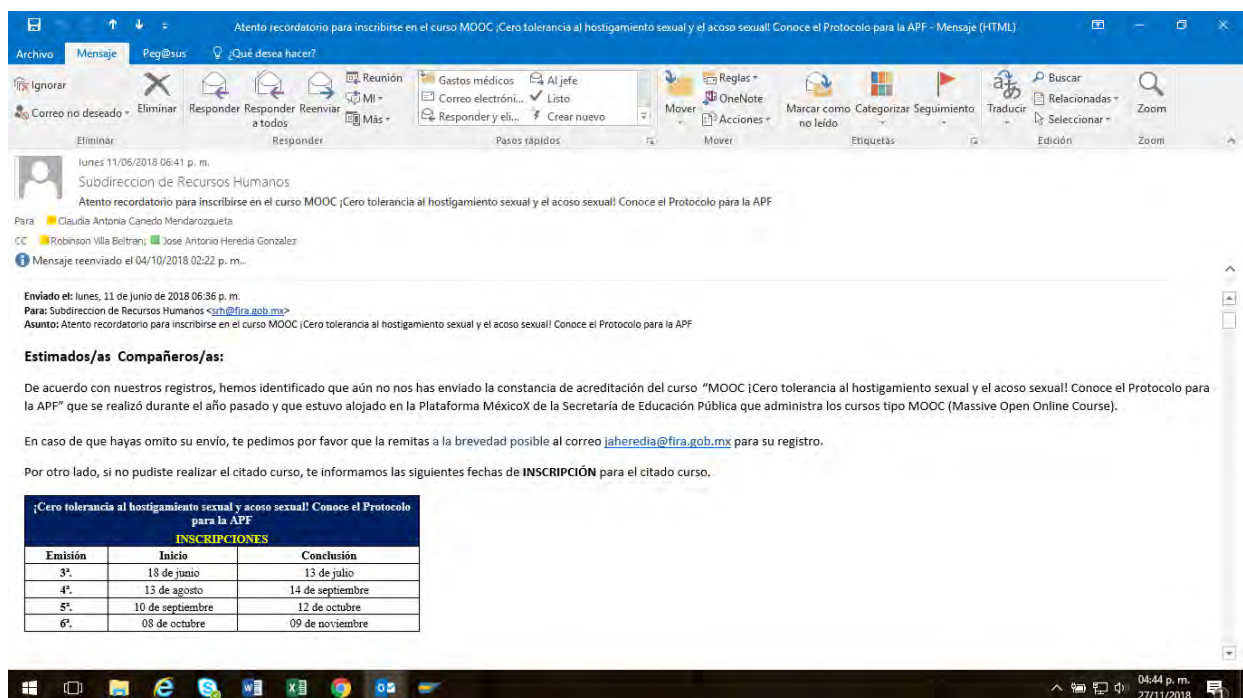 Atento recordatorio para inscribirse en el curso MOOC ¡Cero tolerancia al hostigamiento sexual y el acoso sexual! Conoce el Protocolo para la APF - Mensaje (HTML)
Archivo Mensaje Peg@sus ¿Qué desea hacer?
Ignorar
Correo no deseado
Eliminar
Responder
Responder a todos
Reenviar
Reunión
MI
Más
Gastos médicos
Correo electróni...
Responder y eli...
Al jefe
Listo
Crear nuevo
Mover
Reglas
OneNote
Acciones
Marcar como no leído
Categorizar
Seguimiento
Traducir
Buscar
Relacionadas
Seleccionar
Zoom
Eliminar Responder Pasos rápidos Mover Etiquetas Edición Zoom
lunes 11/06/2018 06:41 p. m.
Subdireccion de Recursos Humanos
Atento recordatorio para inscribirse en el curso MOOC ¡Cero tolerancia al hostigamiento sexual y el acoso sexual! Conoce el Protocolo para la APF
Para Claudia Antonia Canedo Mendarozqueta
CC Robinson Villa Beltran; Jose Antonio Heredia Gonzalez
Mensaje reenviado el 04/10/2018 02:22 p. m...
Enviado el: lunes, 11 de junio de 2018 06:36 p. m.
Para: Subdireccion de Recursos Humanos <srh@fira.gob.mx>
Asunto: Atento recordatorio para inscribirse en el curso MOOC ¡Cero tolerancia al hostigamiento sexual y el acoso sexual! Conoce el Protocolo para la APF
Estimados/as Compañeros/as:
De acuerdo con nuestros registros, hemos identificado que aún no nos has enviado la constancia de acreditación del curso “MOOC ¡Cero tolerancia al hostigamiento sexual y el acoso sexual! Conoce el Protocolo para
la APF” que se realizó durante el año pasado y que estuvo alojado en la Plataforma MéxicoX de la Secretaría de Educación Pública que administra los cursos tipo MOOC (Massive Open Online Course).
En caso de que hayas omito su envío, te pedimos por favor que la remitas a la brevedad posible al correo jaheredia@fira.gob.mx para su registro.
Por otro lado, si no pudiste realizar el citado curso, te informamos las siguientes fechas de INSCRIPCIÓN para el citado curso.
¡Cero tolerancia al hostigamiento sexual y acoso sexual! Conoce el Protocolo
para la APF
INSCRIPCIONES
Emisión Inicio Conclusión
3ª. 18 de junio 13 de julio
4ª. 13 de agosto 14 de septiembre
5ª. 10 de septiembre 12 de octubre
6ª. 08 de octubre 09 de noviembre
04:44 p. m.
27/11/2018